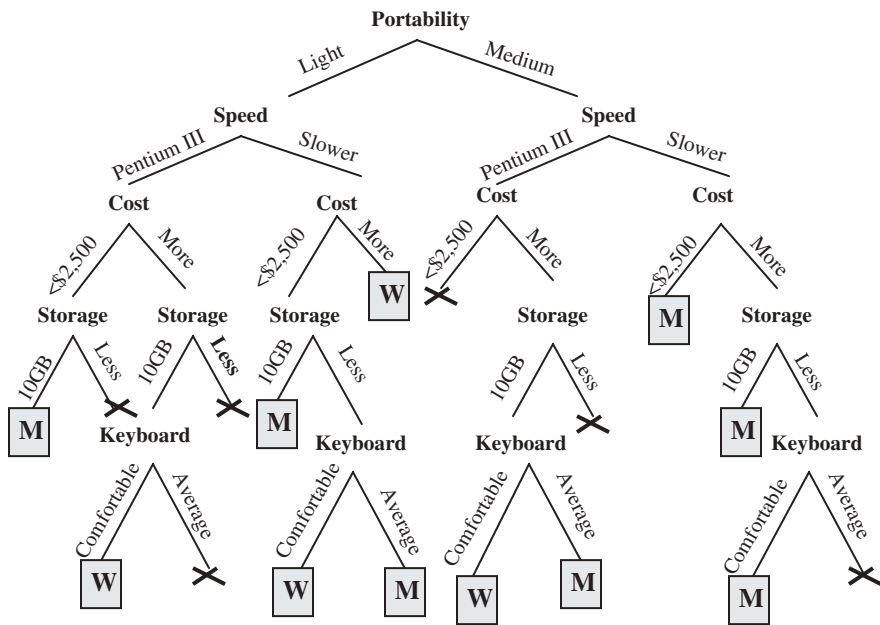 Portability
Light Medium
Speed Speed
Pentium III Slower Pentium III Slower
Cost Cost Cost Cost
<$2,500 More <$2,500 More <$2,500 More <$2,500 More
W M
Storage Storage Storage Storage Storage
10GB Less 10GB Less 10GB Less 10GB Less 10GB Less
M M M
Keyboard Keyboard Keyboard Keyboard
Comfortable Average Comfortable Average Comfortable Average Comfortable Average
W W M W M M